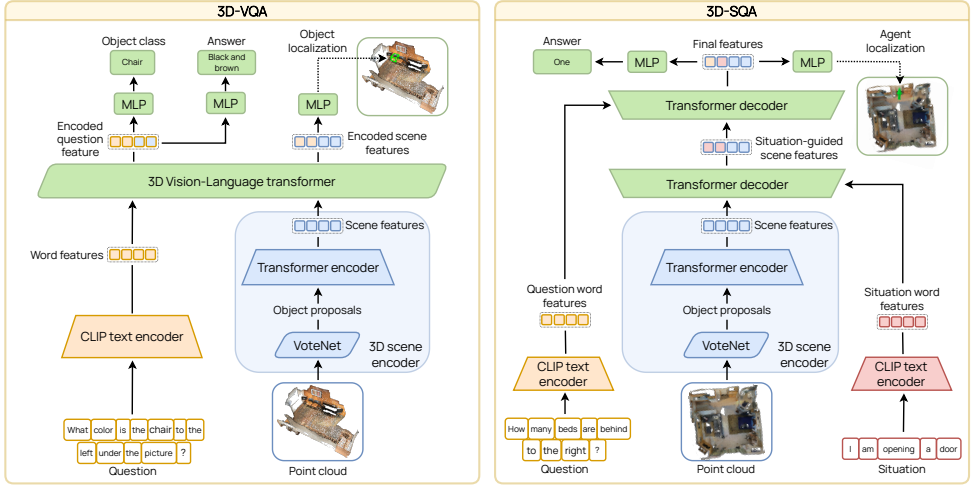 3D-VQA
Object class
Answer
Object
localization
Chair
Black and
brown
MLP
MLP
MLP
Encoded
question
feature
Encoded scene
features
3D Vision-Language transformer
Word features
Scene features
Transformer encoder
Object proposals
VoteNet
3D scene
encoder
CLIP text encoder
What color is the chair to the
left under the picture ?
Question
Point cloud
3D-SQA
Answer
Final features
Agent
localization
One
MLP
MLP
Transformer decoder
Situation-guided
scene features
Transformer decoder
Scene features
Transformer encoder
Object proposals
VoteNet
3D scene
encoder
Question word
features
Situation word
features
CLIP text
encoder
CLIP text
encoder
How many beds are behind
to the right ?
Question
Point cloud
I am opening a door
Situation